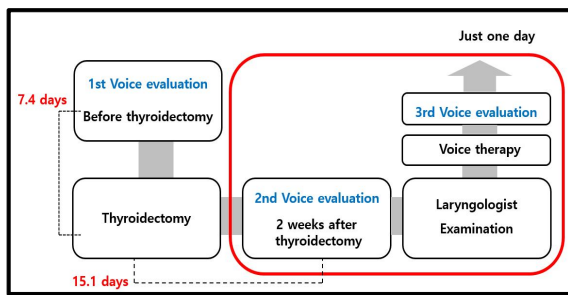 Just one day
1st Voice evaluation
Before thyroidectomy
7.4 days
3rd Voice evaluation
Voice therapy
Thyroidectomy
2nd Voice evaluation
2 weeks after
thyroidectomy
Laryngologist
Examination
15.1 days